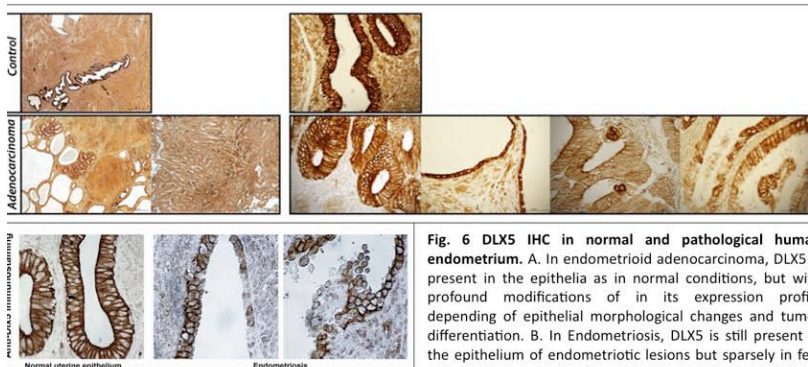 Control
Adenocarcinoma
Immunostaining
Normal uterine epithelium
Endometriosis
Fig. 6 DLX5 IHC in normal and pathological huma
endometrium. A. In endometrioid adenocarcinoma, DLX5
present in the epithelia as in normal conditions, but wi
profound modifications of in its expression profi
depending of epithelial morphological changes and tum
differentiation. B. In Endometriosis, DLX5 is still present
the epithelium of endometriotic lesions but sparsely in fe